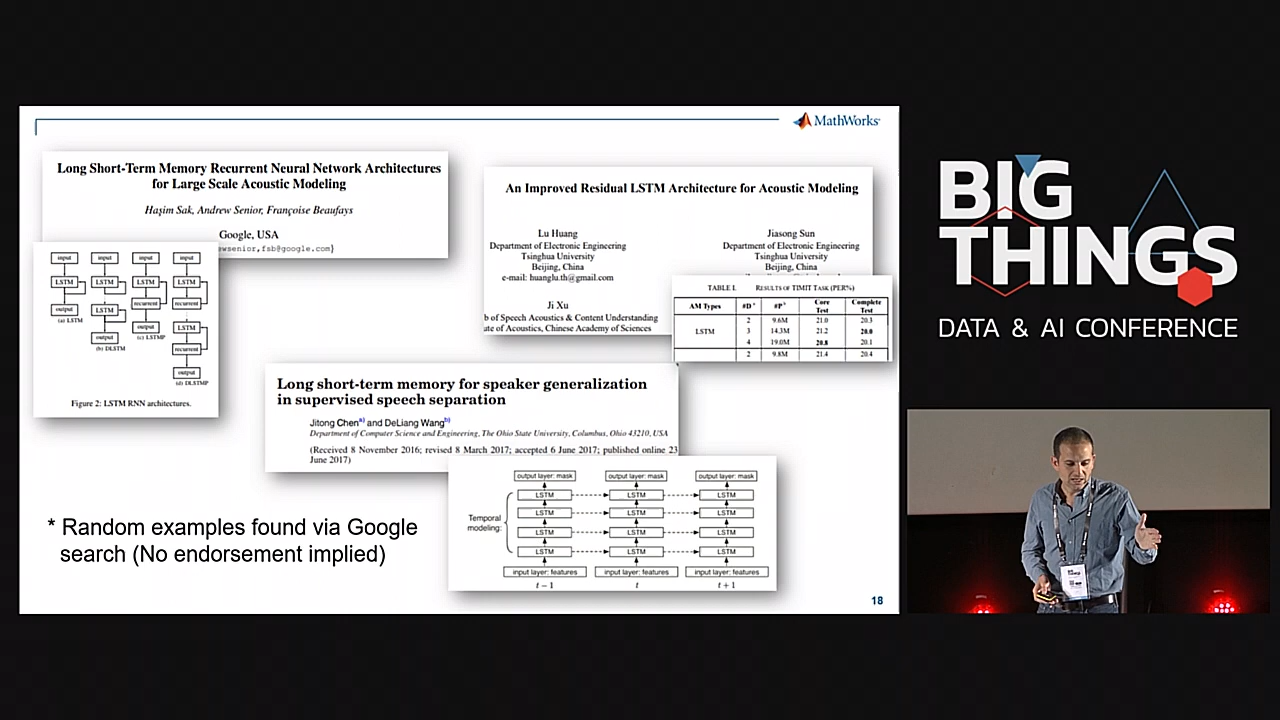 MathWorks
Long Short-Term Memory Recurrent Neural Network Architectures
for Large Scale Acoustic Modeling
Haşim Sak, Andrew Senior, Françoise Beaufays
Google, USA
fsb@google.com}
input input input input
LSTM LSTM LSTM LSTM
recurrent recurrent
output LSTM output LSTM
(a) LSTM (c) LSTMP
output recurrent
(b) DLSTM
output
(d) DLSTMP
Figure 2: LSTM RNN architectures.
An Improved Residual LSTM Architecture for Acoustic Modeling
Lu Huang
Department of Electronic Engineering
Tsinghua University
Beijing, China
e-mail: huanglu.th@gmail.com
Jiasong Sun
Department of Electronic Engineering
Tsinghua University
Beijing, China
Ji Xu
b of Speech Acoustics & Content Understanding
ute of Acoustics, Chinese Academy of Sciences
TABLE I. RESULTS OF TIMIT TASK (PER%)
AM Types #D #P Core Test Complete Test
LSTM
2 9.6M 21.0 20.3
3 14.3M 21.2 20.0
4 19.0M 20.8 20.1
2 9.8M 21.4 20.4
Long short-term memory for speaker generalization
in supervised speech separation
Jitong Chen a) and DeLiang Wang b)
Department of Computer Science and Engineering, The Ohio State University, Columbus, Ohio 43210, USA
(Received 8 November 2016; revised 8 March 2017; accepted 6 June 2017; published online 23
June 2017)
output layer: mask output layer: mask output layer: mask
LSTM LSTM LSTM
LSTM LSTM LSTM
LSTM LSTM LSTM
LSTM LSTM LSTM
Temporal
modeling:
input layer: features input layer: features input layer: features
t − 1 t t + 1
* Random examples found via Google
search (No endorsement implied)
18
BIG
THINGS
DATA & AI CONFERENCE
BIG
THINGS